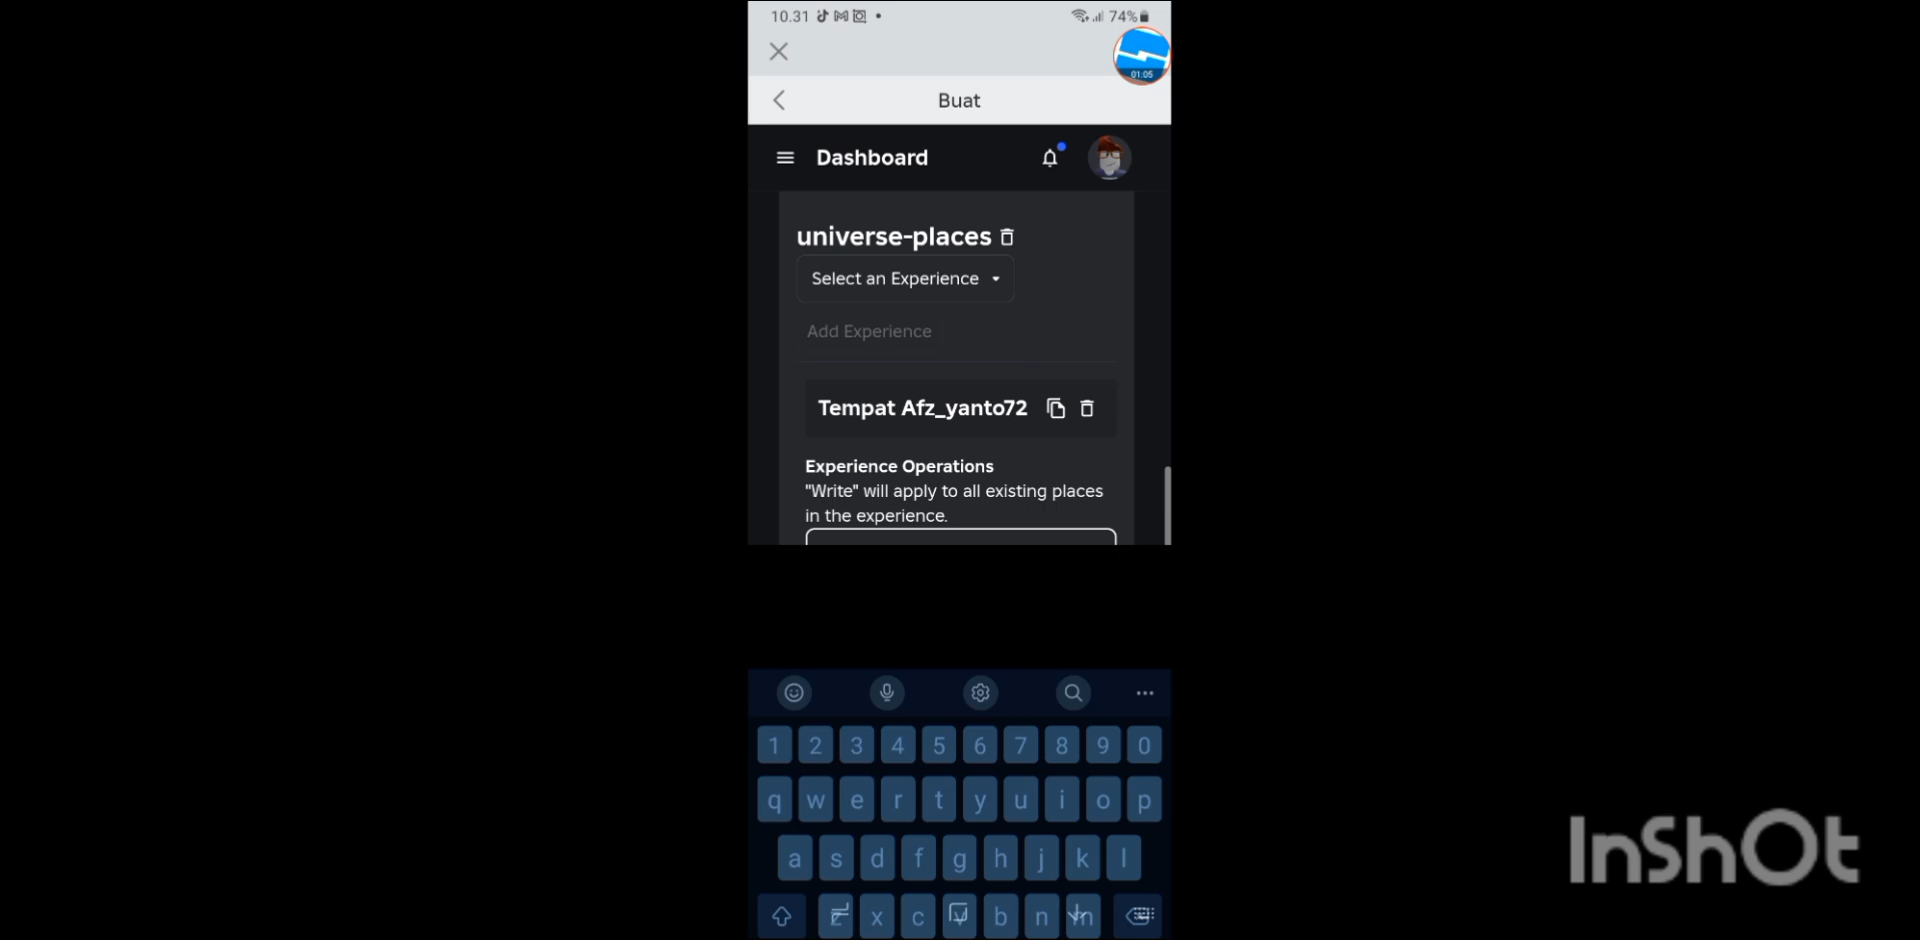 10.31
74%
01:05
Buat
Dashboard
universe-places
Select an Experience
Add Experience
Tempat Afz_yanto72
Experience Operations
"Write" will apply to all existing places
in the experience.
1 2 3 4 5 6 7 8 9 0
q w e r t y u i o p
a s d f g h j k l
z x c v b n m
InShOt